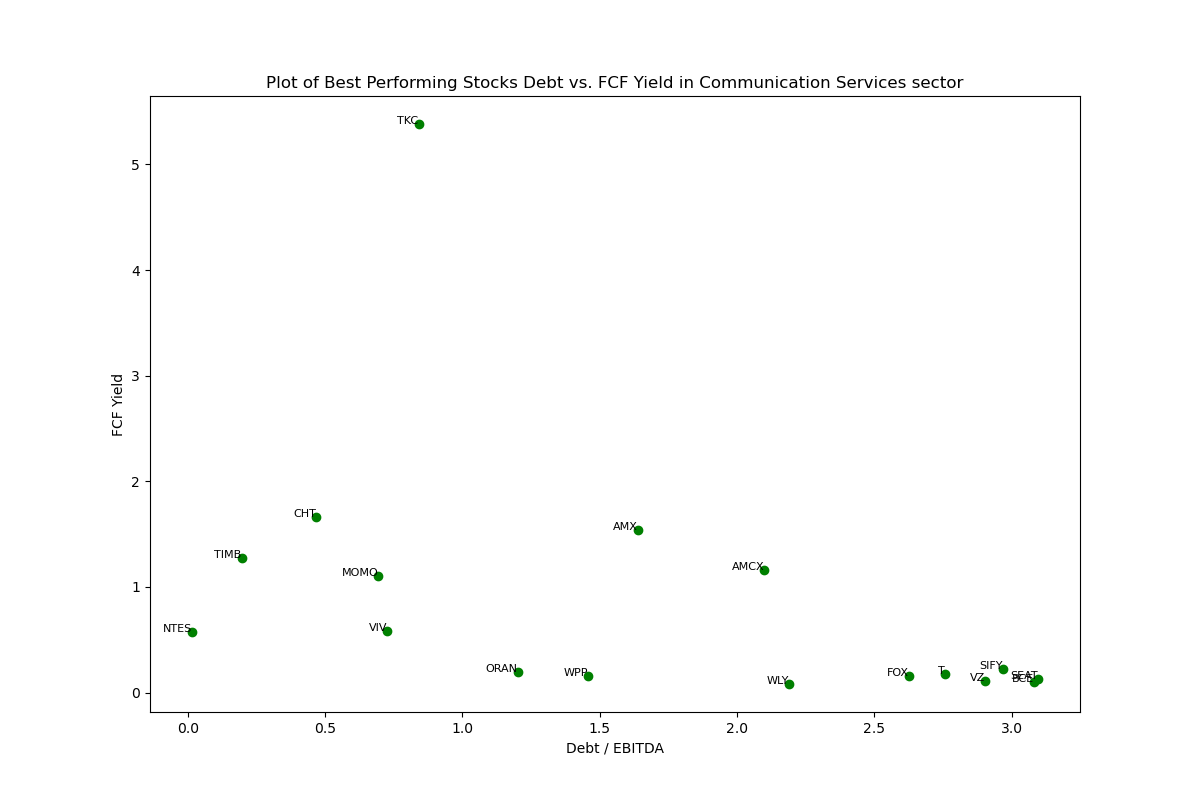 Plot of Best Performing Stocks Debt vs. FCF Yield in Communication Services sector
TKC
5
4
3
FCF Yield
2
CHT
AMX
TIMB
AMCX
MOMO
1
NTES
VIV
ORAN
SIFY
WPP
FOX
T
SEAT
VZ
BCE
WLY
0
0.0 0.5 1.0 1.5 2.0 2.5 3.0
Debt / EBITDA